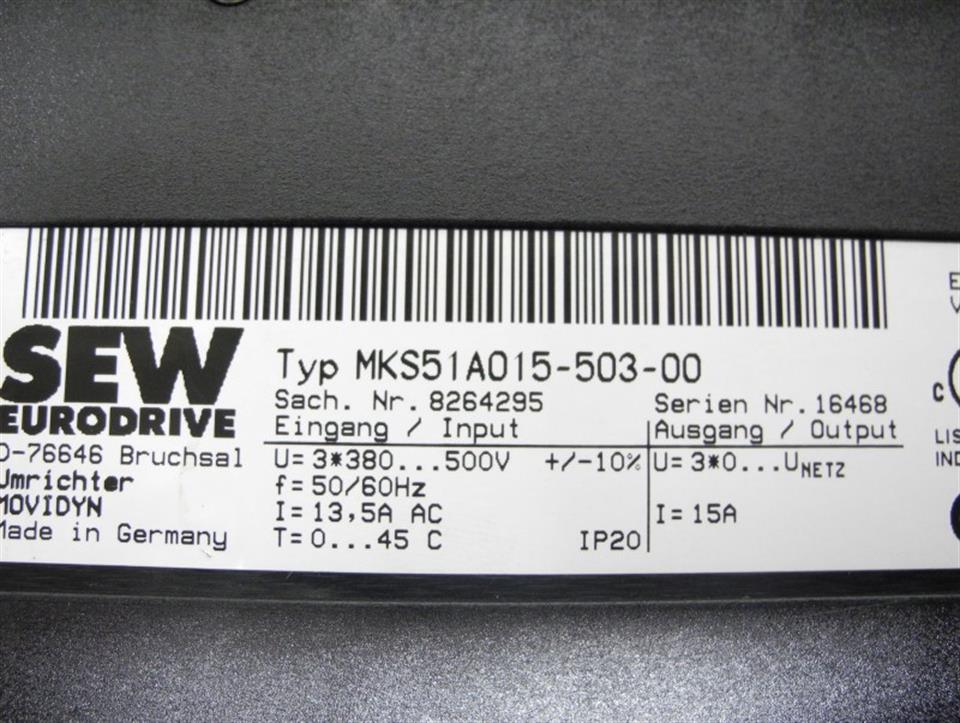 SEW
EURODRIVE
D-76646 Bruchsal
Umrichter
MOVIDYN
Made in Germany
Typ MKS51A015-503-00
Sach. Nr. 8264295
Serien Nr. 16468
Eingang / Input
Ausgang / Output
U= 3*380...500V +/-10%
U= 3*0...UNETZ
f= 50/60Hz
I= 13,5A AC
I= 15A
T= 0...45 C
IP20
C
LIS
IND